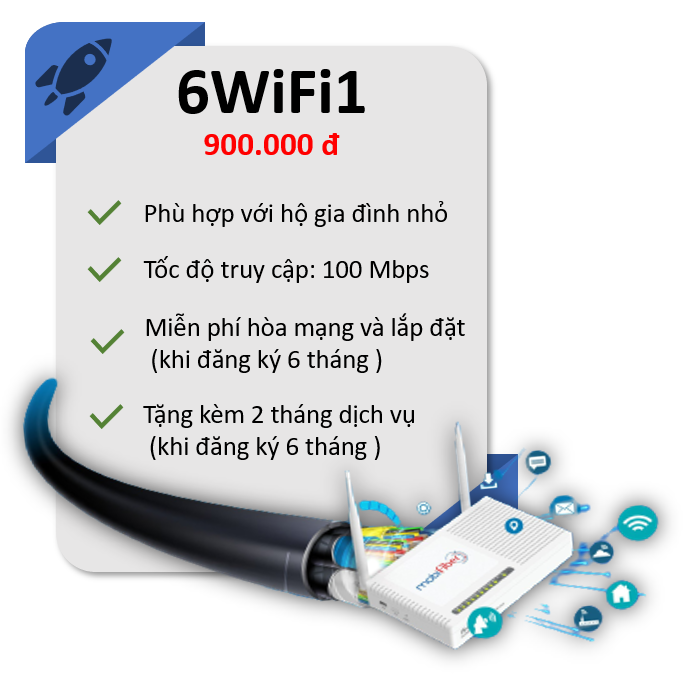 6WiFi1
900.000 đ
Phù hợp với hộ gia đình nhỏ
Tốc độ truy cập: 100 Mbps
Miễn phí hòa mạng và lắp đặt
(khi đăng ký 6 tháng )
Tặng kèm 2 tháng dịch vụ
(khi đăng ký 6 tháng )
mobiFiber